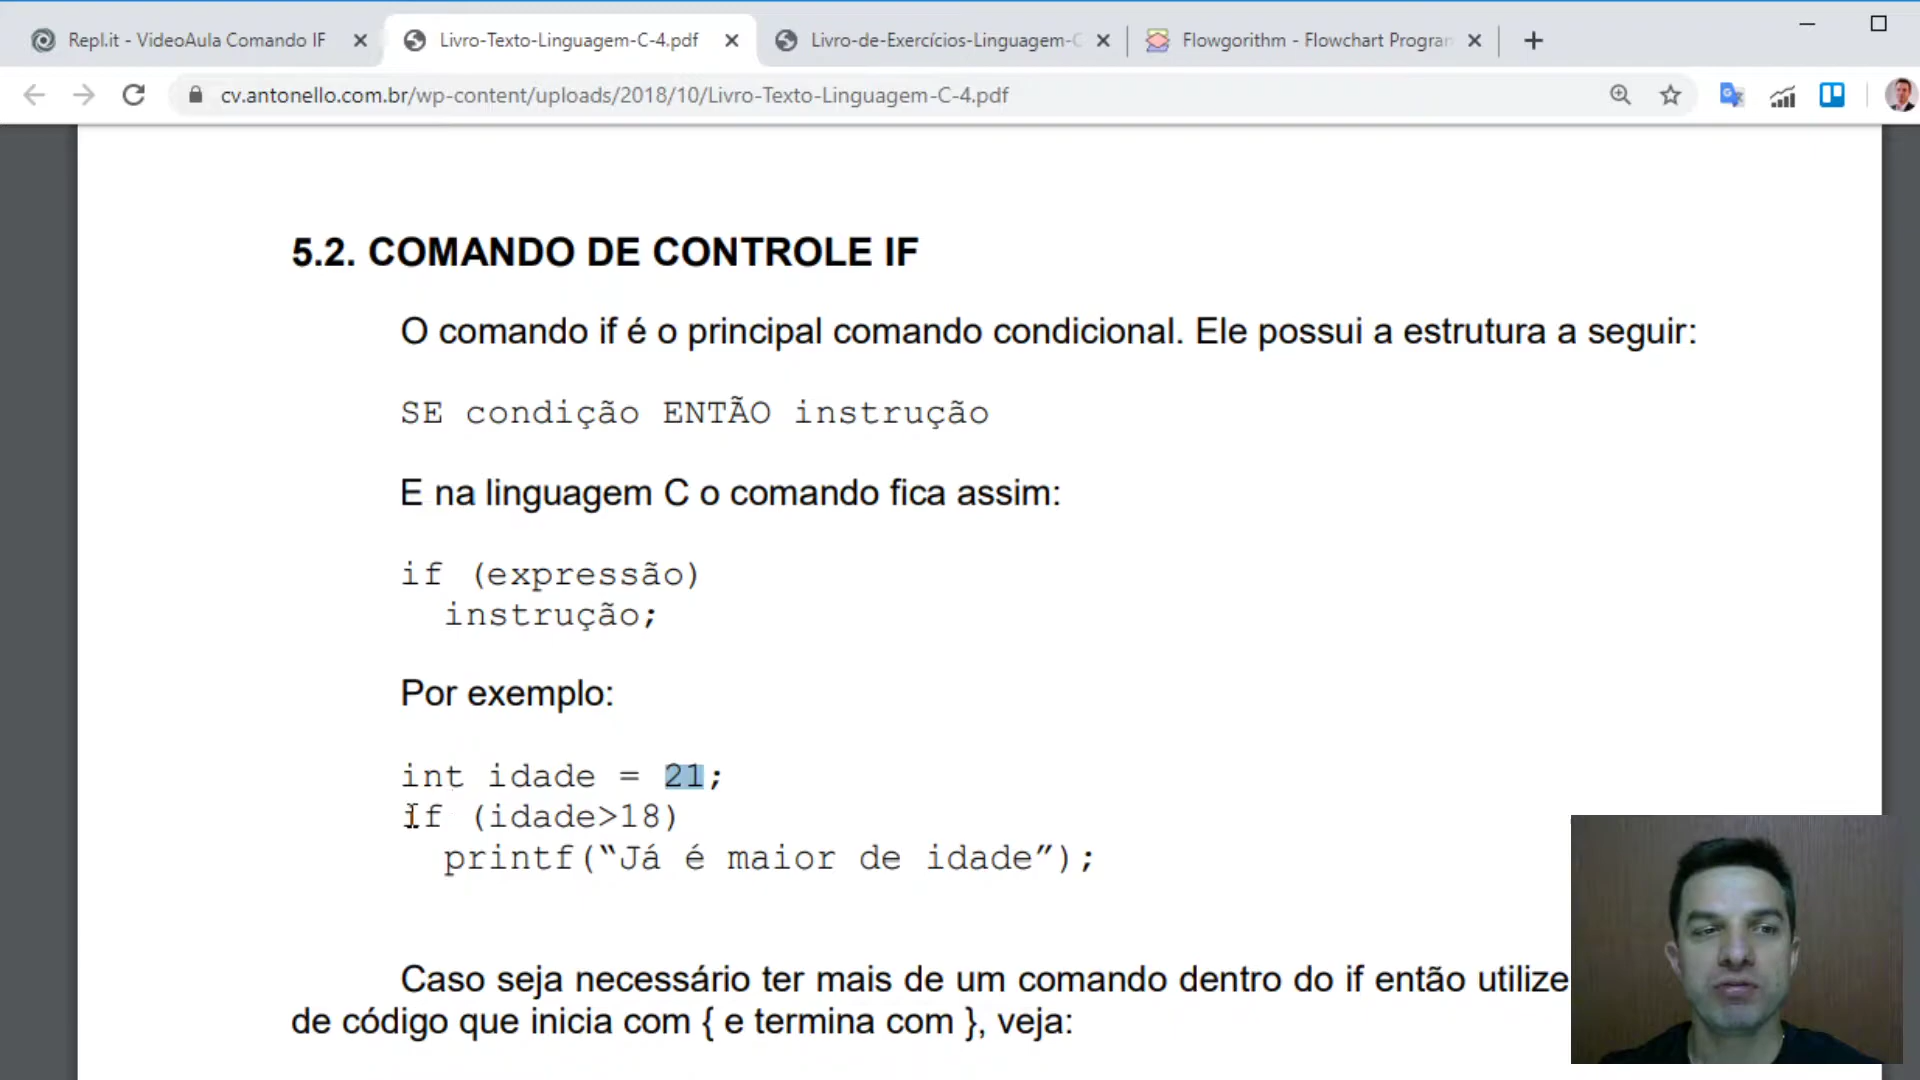 Repl.it - VideoAula Comando IF
Livro-Texto-Linguagem-C-4.pdf
Livro-de-Exercícios-Linguagem-C
Flowgorithm - Flowchart Program
cv.antonello.com.br/wp-content/uploads/2018/10/Livro-Texto-Linguagem-C-4.pdf
5.2. COMANDO DE CONTROLE IF
O comando if é o principal comando condicional. Ele possui a estrutura a seguir:
SE condição ENTÃO instrução
E na linguagem C o comando fica assim:
if (expressão)
instrução;
Por exemplo:
int idade = 21;
if (idade>18)
printf(“Já é maior de idade”);
Caso seja necessário ter mais de um comando dentro do if então utilize
de código que inicia com { e termina com }, veja: